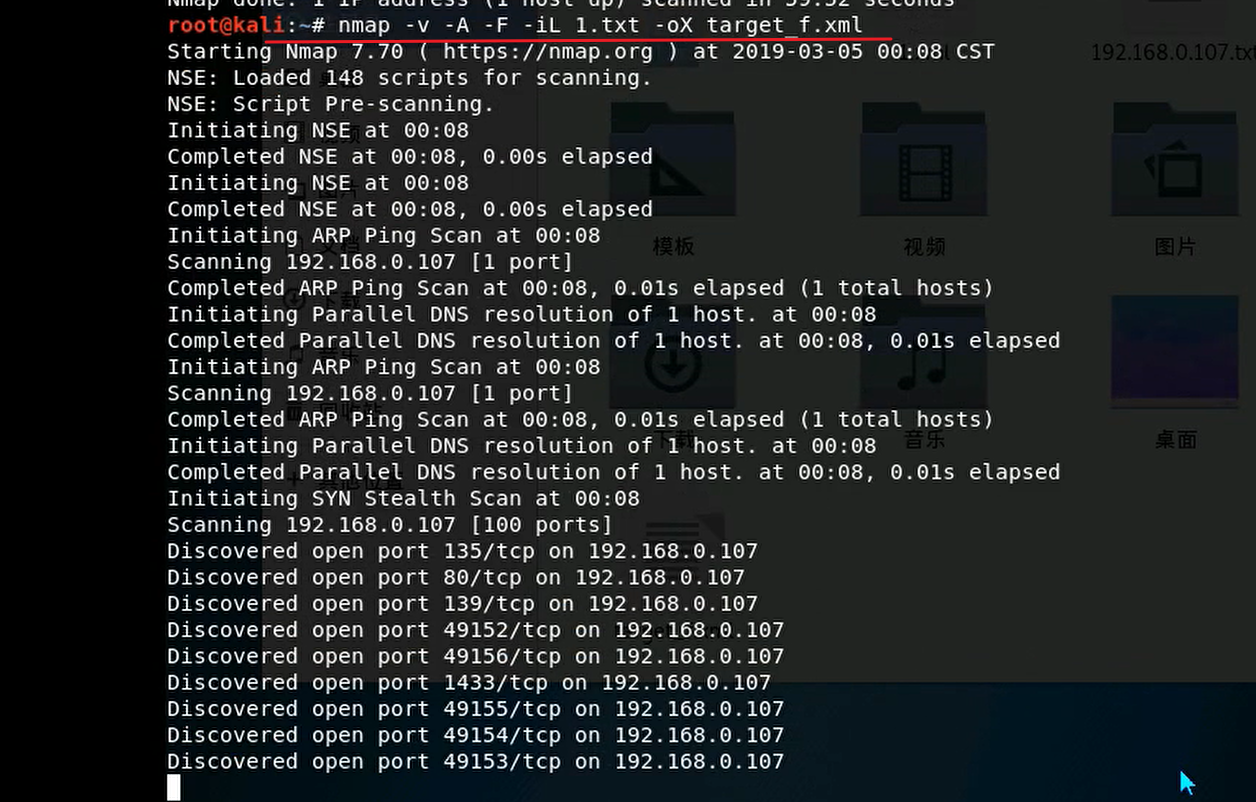 Nmap done: 1 IP address (1 host up) scanned in 59.52 seconds
root@kali:~# nmap -v -A -F -iL 1.txt -oX target_f.xml
Starting Nmap 7.70 ( https://nmap.org ) at 2019-03-05 00:08 CST
192.168.0.107.tx
NSE: Loaded 148 scripts for scanning.
NSE: Script Pre-scanning.
Initiating NSE at 00:08
Completed NSE at 00:08, 0.00s elapsed
Initiating NSE at 00:08
Completed NSE at 00:08, 0.00s elapsed
Initiating ARP Ping Scan at 00:08
模板 视频 图片
Scanning 192.168.0.107 [1 port]
Completed ARP Ping Scan at 00:08, 0.01s elapsed (1 total hosts)
Initiating Parallel DNS resolution of 1 host. at 00:08
Completed Parallel DNS resolution of 1 host. at 00:08, 0.01s elapsed
Initiating ARP Ping Scan at 00:08
Scanning 192.168.0.107 [1 port]
Completed ARP Ping Scan at 00:08, 0.01s elapsed (1 total hosts)
下载 音乐 桌面
Initiating Parallel DNS resolution of 1 host. at 00:08
Completed Parallel DNS resolution of 1 host. at 00:08, 0.01s elapsed
Initiating SYN Stealth Scan at 00:08
Scanning 192.168.0.107 [100 ports]
Discovered open port 135/tcp on 192.168.0.107
Discovered open port 80/tcp on 192.168.0.107
Discovered open port 139/tcp on 192.168.0.107
Discovered open port 49152/tcp on 192.168.0.107
Discovered open port 49156/tcp on 192.168.0.107
Discovered open port 1433/tcp on 192.168.0.107
Discovered open port 49155/tcp on 192.168.0.107
Discovered open port 49154/tcp on 192.168.0.107
Discovered open port 49153/tcp on 192.168.0.107